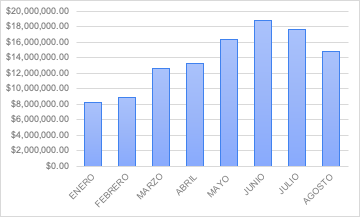 $20,000,000.00
$18,000,000.00
$16,000,000.00
$14,000,000.00
$12,000,000.00
$10,000,000.00
$8,000,000.00
$6,000,000.00
$4,000,000.00
$2,000,000.00
$0.00
ENERO
FEBRERO
MARZO
ABRIL
MAYO
JUNIO
JULIO
AGOSTO